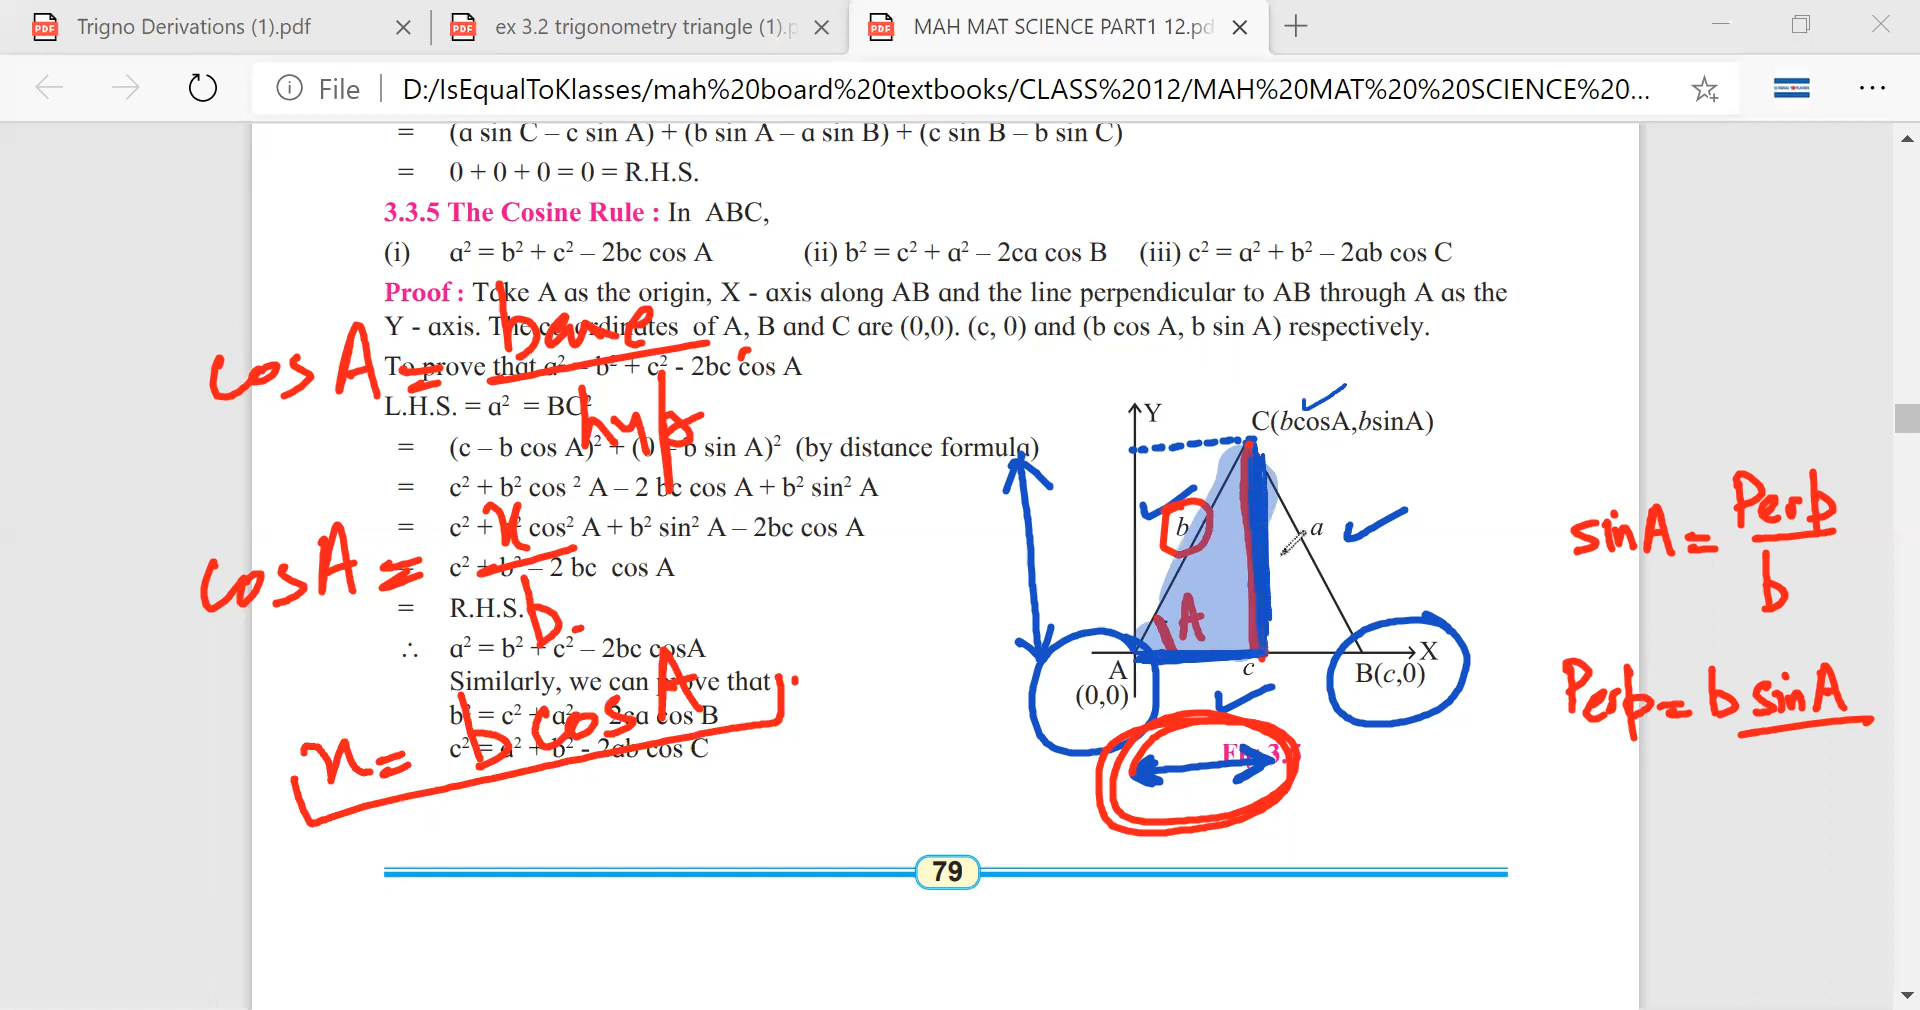 Trigno Derivations (1).pdf
ex 3.2 trigonometry triangle (1).p
MAH MAT SCIENCE PART1 12.pd
File
D:/IsEqualToKlasses/mah%20board%20textbooks/CLASS%2012/MAH%20MAT%20%20SCIENCE%20...
= (a sin C – c sin A) + (b sin A – a sin B) + (c sin B – b sin C)
= 0 + 0 + 0 = 0 = R.H.S.
3.3.5 The Cosine Rule : In ABC,
(i) a² = b² + c² – 2bc cos A (ii) b² = c² + a² – 2ca cos B (iii) c² = a² + b² – 2ab cos C
Proof : Take A as the origin, X - axis along AB and the line perpendicular to AB through A as the
Y - axis. The coordinates of A, B and C are (0,0). (c, 0) and (b cos A, b sin A) respectively.
To prove that a² = b² + c² - 2bc cos A
L.H.S. = a² = BC²
= (c – b cos A)² + (0 – b sin A)² (by distance formula)
= c² + b² cos ² A – 2 bc cos A + b² sin² A
= c² + b² cos² A + b² sin² A – 2bc cos A
= c² + b² – 2 bc cos A
= R.H.S.
∴ a² = b² + c² – 2bc cosA
Similarly, we can prove that
b² = c² + a² - 2ca cos B
c² = a² + b² - 2ab cos C
cos A =
hyp
cosA = x
b.
x = b cosA
Y
C(bcosA,bsinA)
b
a
A
A
(0,0)
c
B(c,0)
X
sinA = Perp
b
Perp = b sinA
79